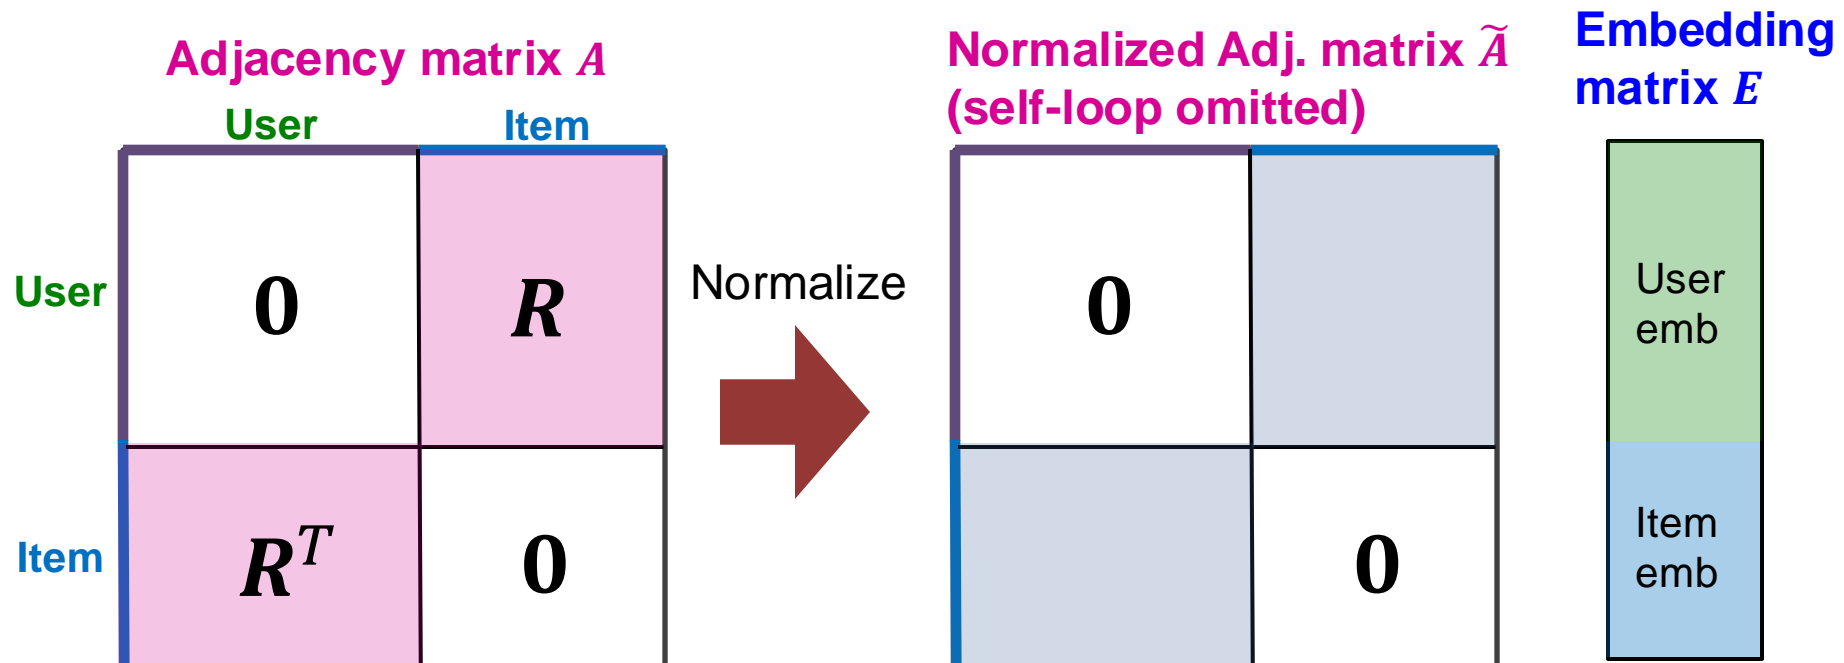 Adjacency matrix A
User Item
User
0 R
Item
R^T 0
Normalize
Normalized Adj. matrix Ã
(self-loop omitted)
0
0
Embedding
matrix E
User
emb
Item
emb